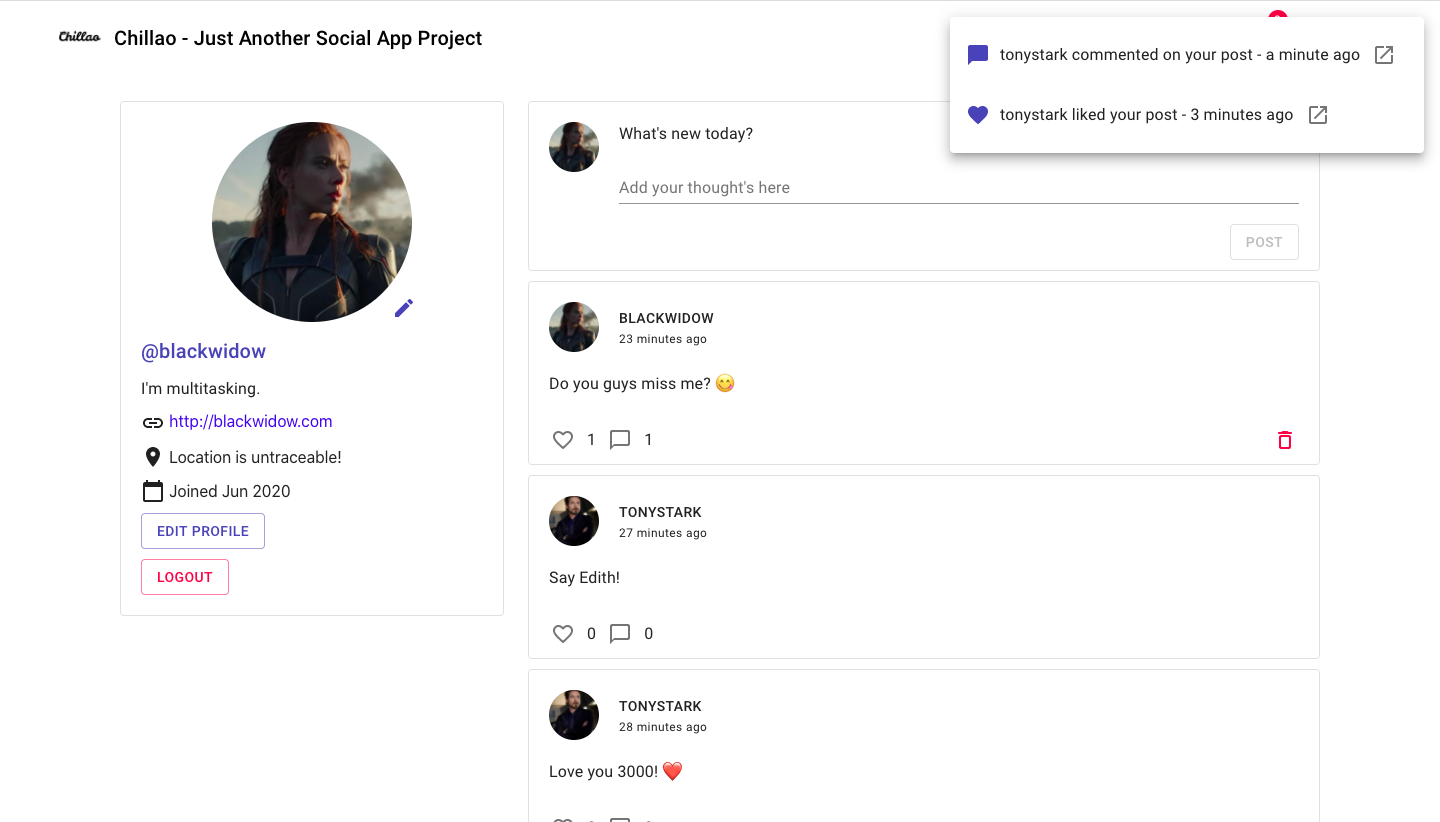 Chillao
Chillao - Just Another Social App Project
tonystark commented on your post - a minute ago
tonystark liked your post - 3 minutes ago
@blackwidow
I'm multitasking.
http://blackwidow.com
Location is untraceable!
Joined Jun 2020
EDIT PROFILE
LOGOUT
What's new today?
Add your thought's here
POST
BLACKWIDOW
23 minutes ago
Do you guys miss me? 😋
1 1
TONYSTARK
27 minutes ago
Say Edith!
0 0
TONYSTARK
28 minutes ago
Love you 3000! ❤️